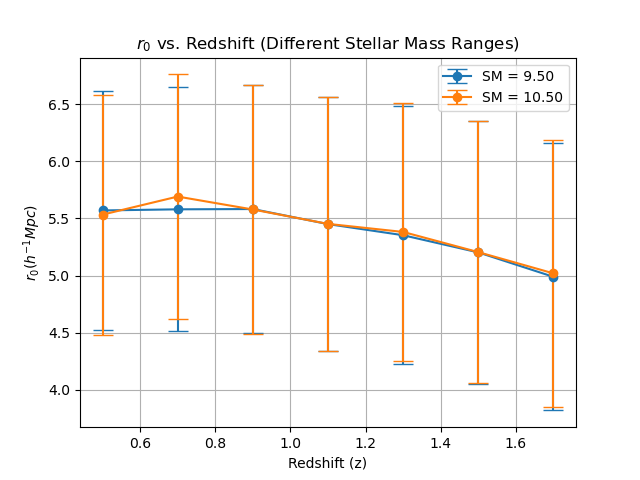 r₀ vs. Redshift (Different Stellar Mass Ranges)
SM = 9.50
SM = 10.50
r₀(h⁻¹Mpc)
6.5
6.0
5.5
5.0
4.5
4.0
0.6 0.8 1.0 1.2 1.4 1.6
Redshift (z)